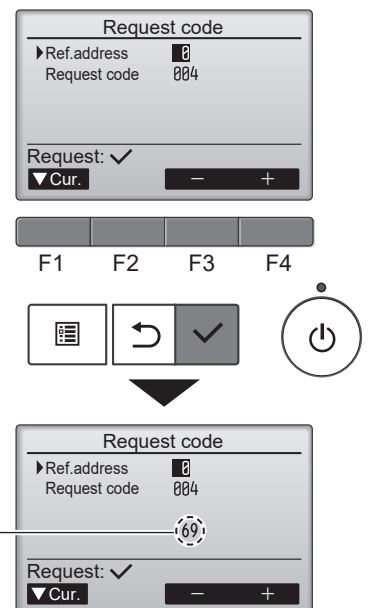 Request code
Ref.address 0
Request code 004
Request: ✓
▼Cur. − +
F1 F2 F3 F4
Request code
Ref.address 0
Request code 004
69
Request: ✓
▼Cur. − +